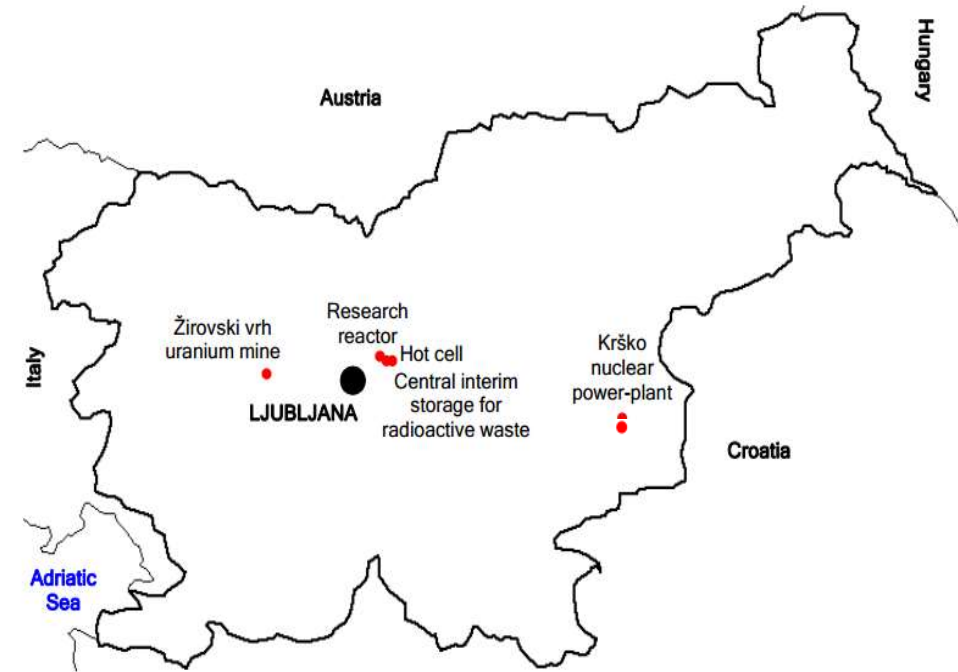 Austria
Hungary
Research
reactor
Žirovski vrh
uranium mine
Hot cell
Krško
nuclear
power-plant
Italy
Central interim
storage for
radioactive waste
LJUBLJANA
Croatia
Adriatic
Sea